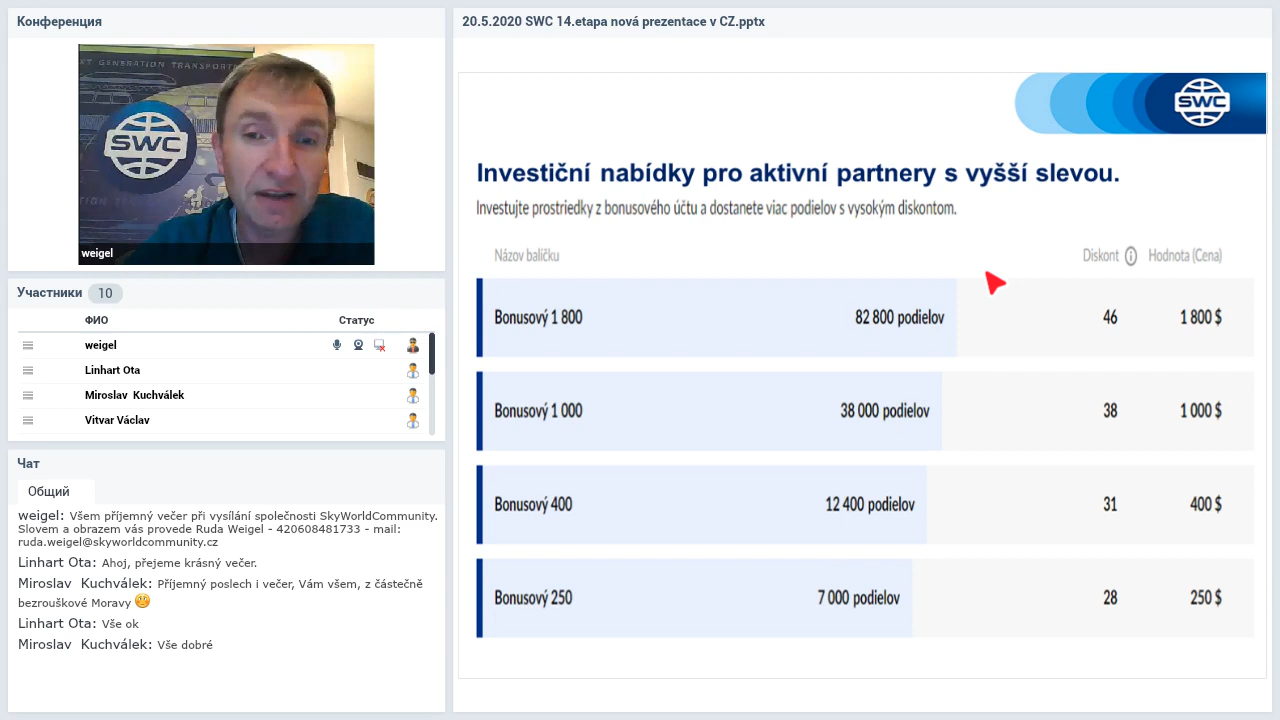 Конференция
NEXT GENERATION TRANSPORT
SWC
weigel
Участники 10
ФИО Статус
weigel
Linhart Ota
Miroslav Kuchválek
Vitvar Václav
Чат
Общий
weigel: Všem příjemný večer při vysílání společnosti SkyWorldCommunity.
Slovem a obrazem vás provede Ruda Weigel - 420608481733 - mail:
ruda.weigel@skyworldcommunity.cz
Linhart Ota: Ahoj, přejeme krásný večer.
Miroslav Kuchválek: Příjemný poslech i večer, Vám všem, z částečně
bezrouškové Moravy
Linhart Ota: Vše ok
Miroslav Kuchválek: Vše dobré
20.5.2020 SWC 14.etapa nová prezentace v CZ.pptx
SWC
Investiční nabídky pro aktivní partnery s vyšší slevou.
Investujte prostriedky z bonusového účtu a dostanete viac podielov s vysokým diskontom.
Názov balíčku Diskont Hodnota (Cena)
Bonusový 1 800 82 800 podielov 46 1 800 $
Bonusový 1 000 38 000 podielov 38 1 000 $
Bonusový 400 12 400 podielov 31 400 $
Bonusový 250 7 000 podielov 28 250 $